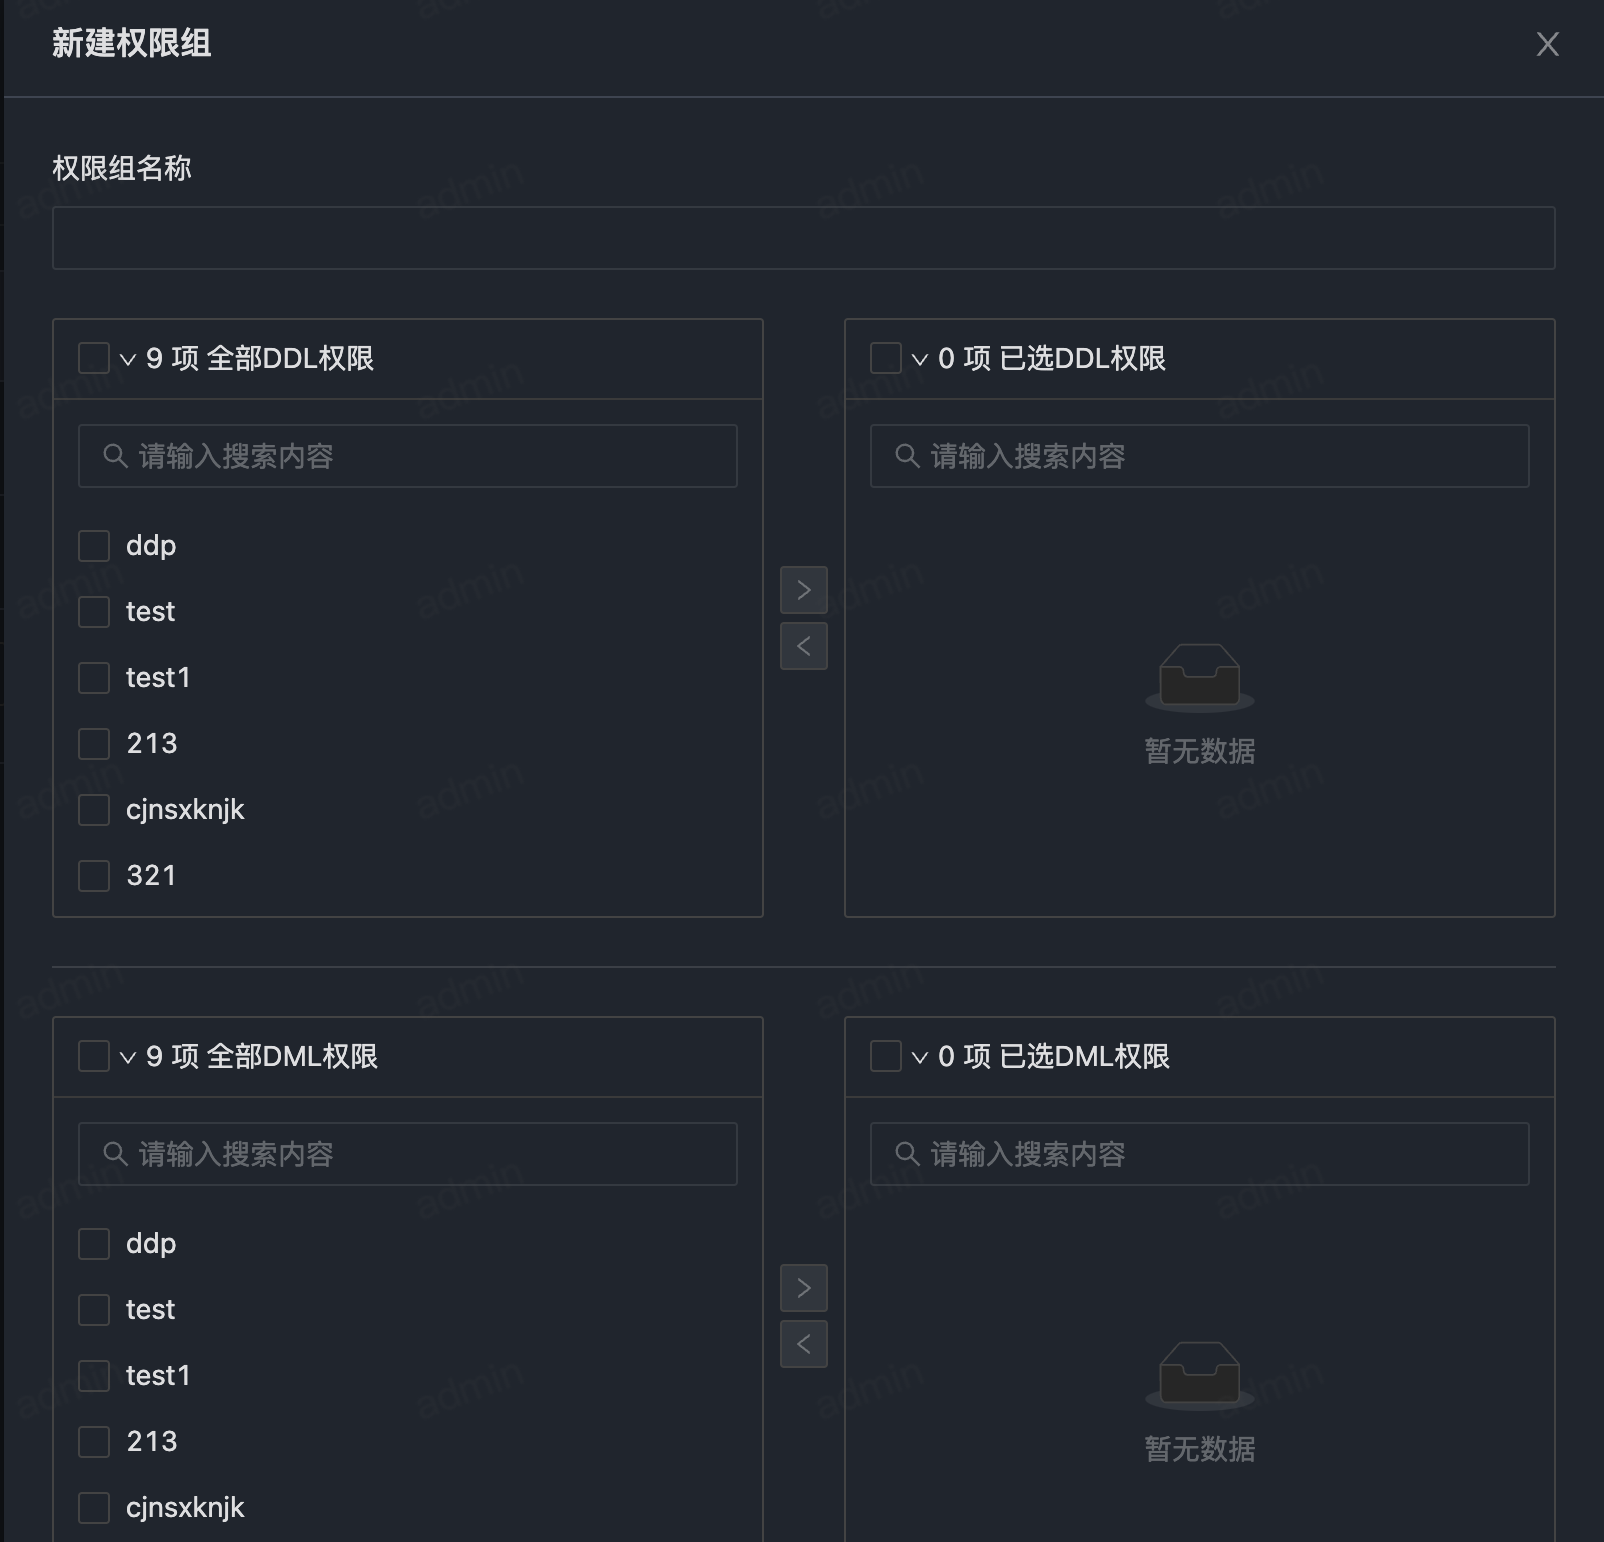 新建权限组
权限组名称
9 项 全部DDL权限
请输入搜索内容
ddp
test
test1
213
cjnsxknjk
321
0 项 已选DDL权限
请输入搜索内容
暂无数据
9 项 全部DML权限
请输入搜索内容
ddp
test
test1
213
cjnsxknjk
0 项 已选DML权限
请输入搜索内容
暂无数据
admin